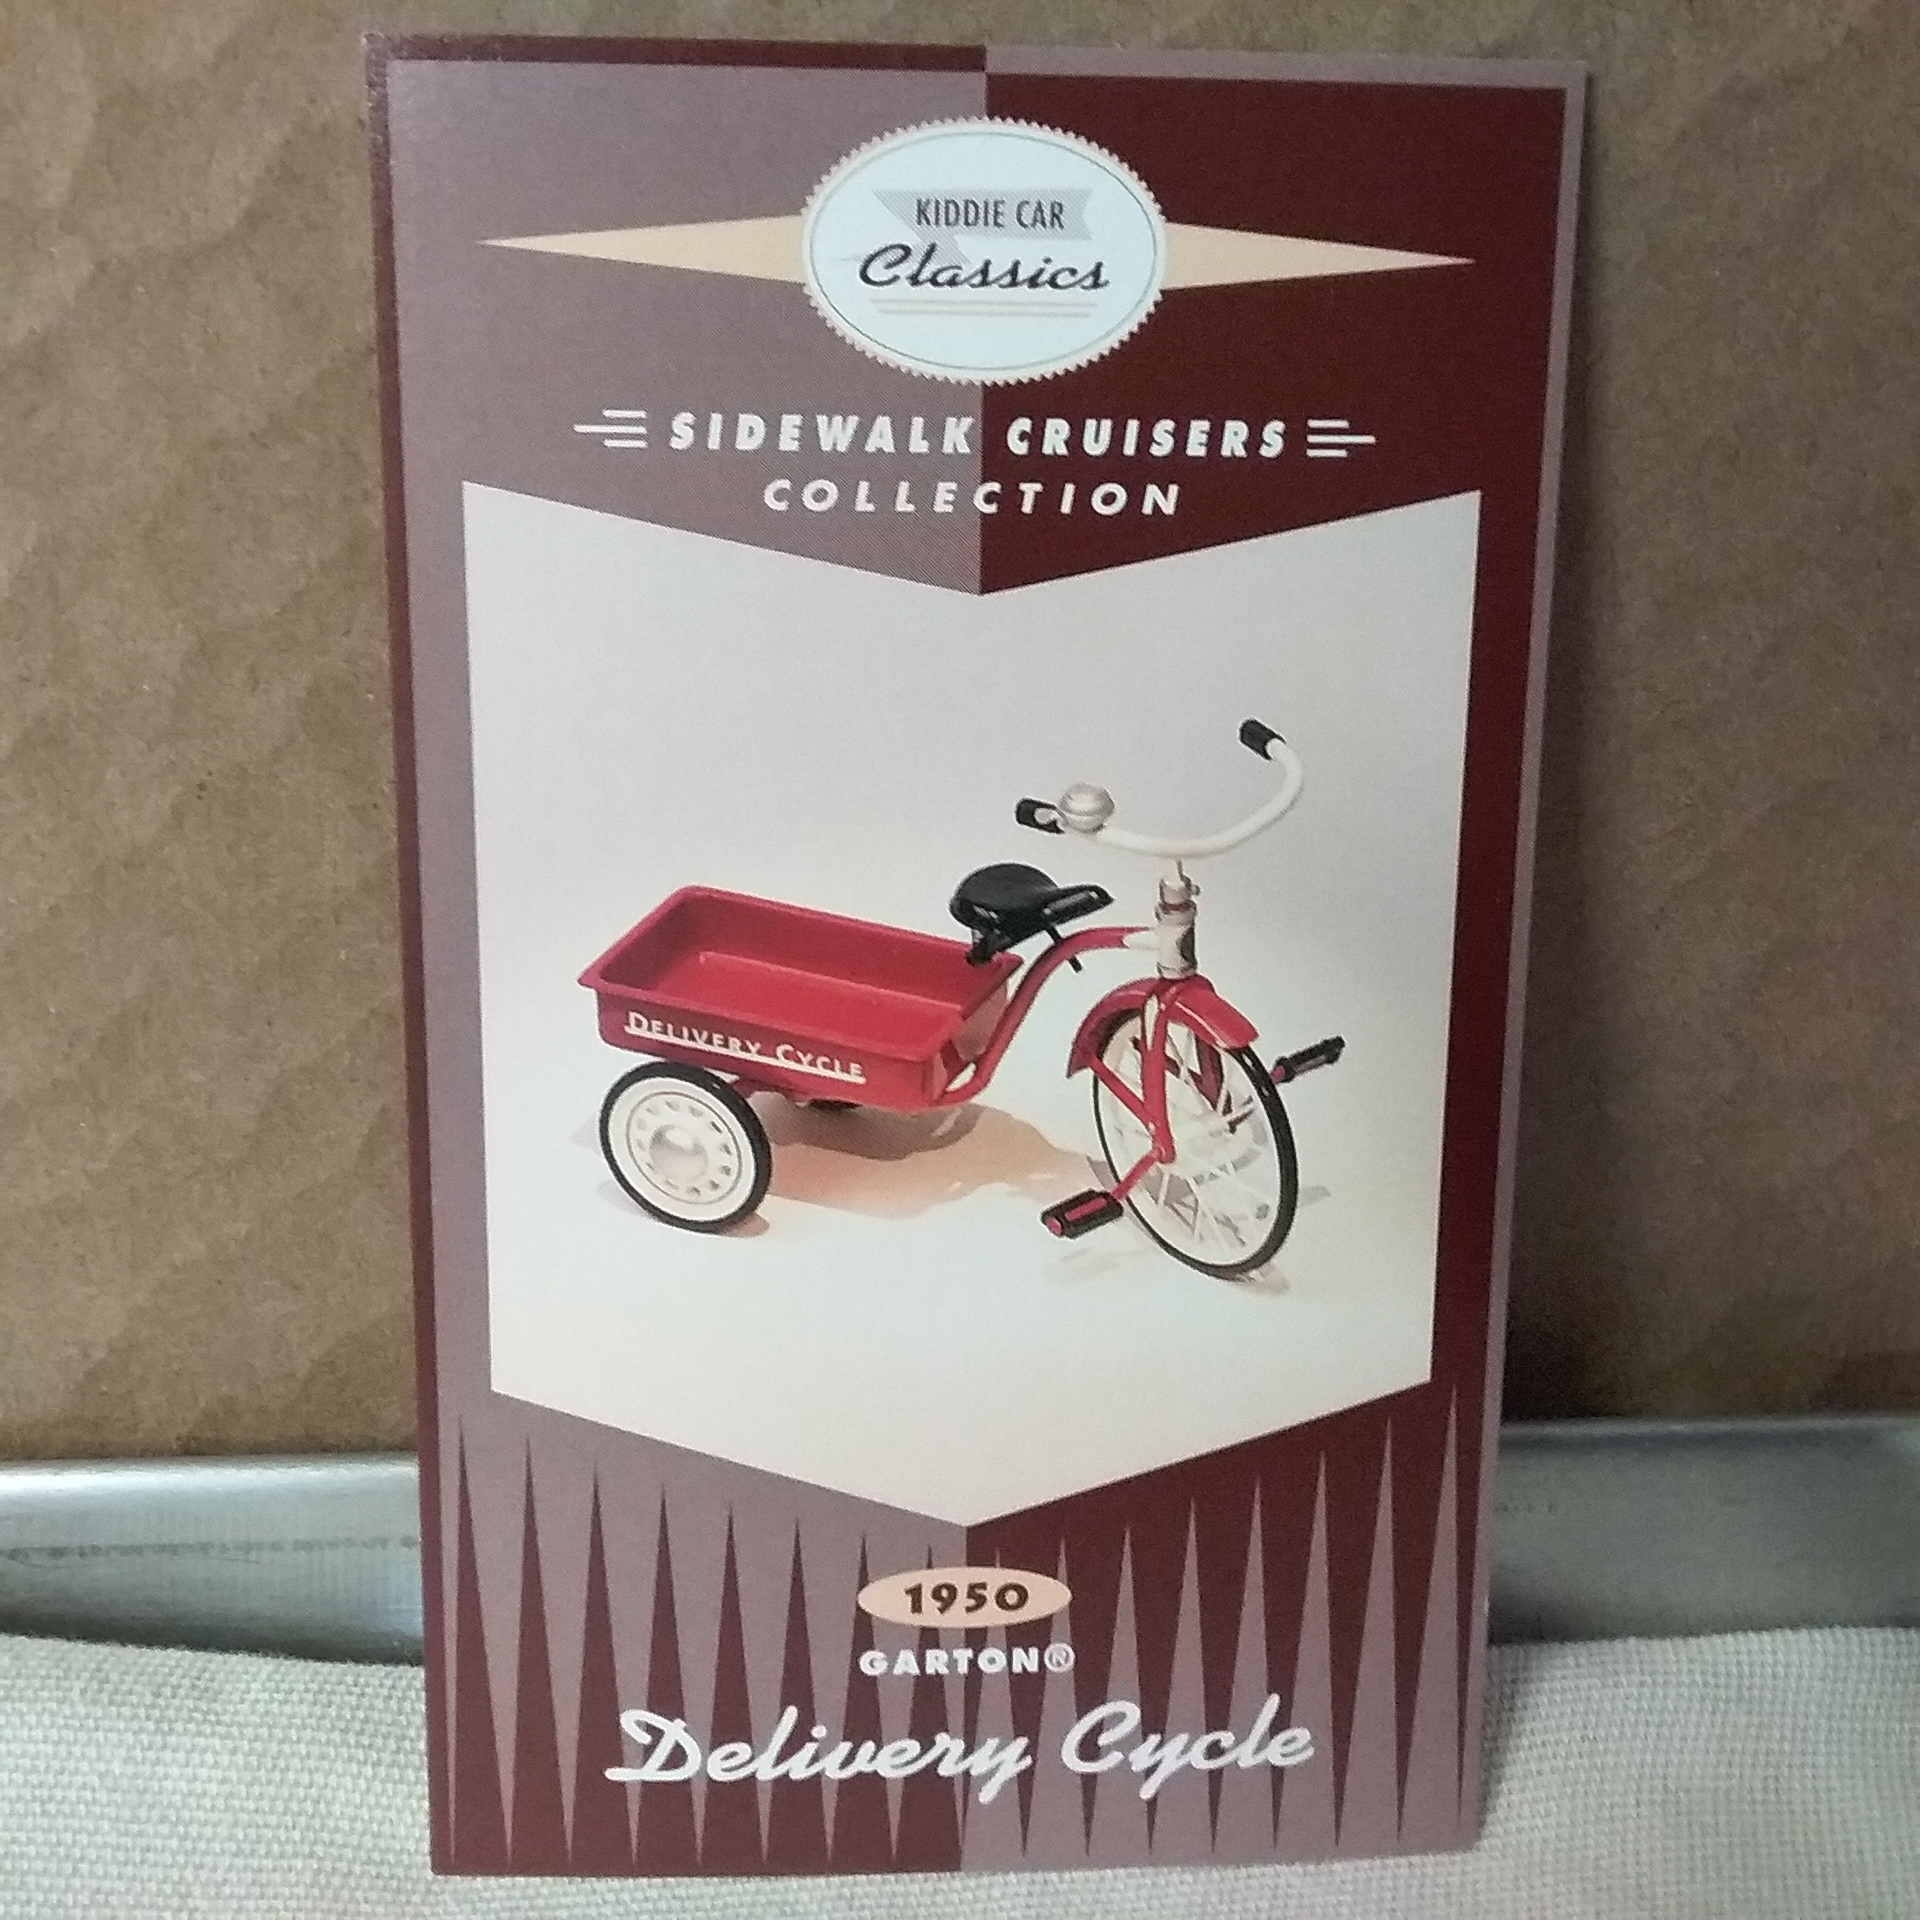 KIDDIE CAR
Classics
SIDEWALK CRUISERS
COLLECTION
DELIVERY CYCLE
1950
GARTON®
Delivery Cycle